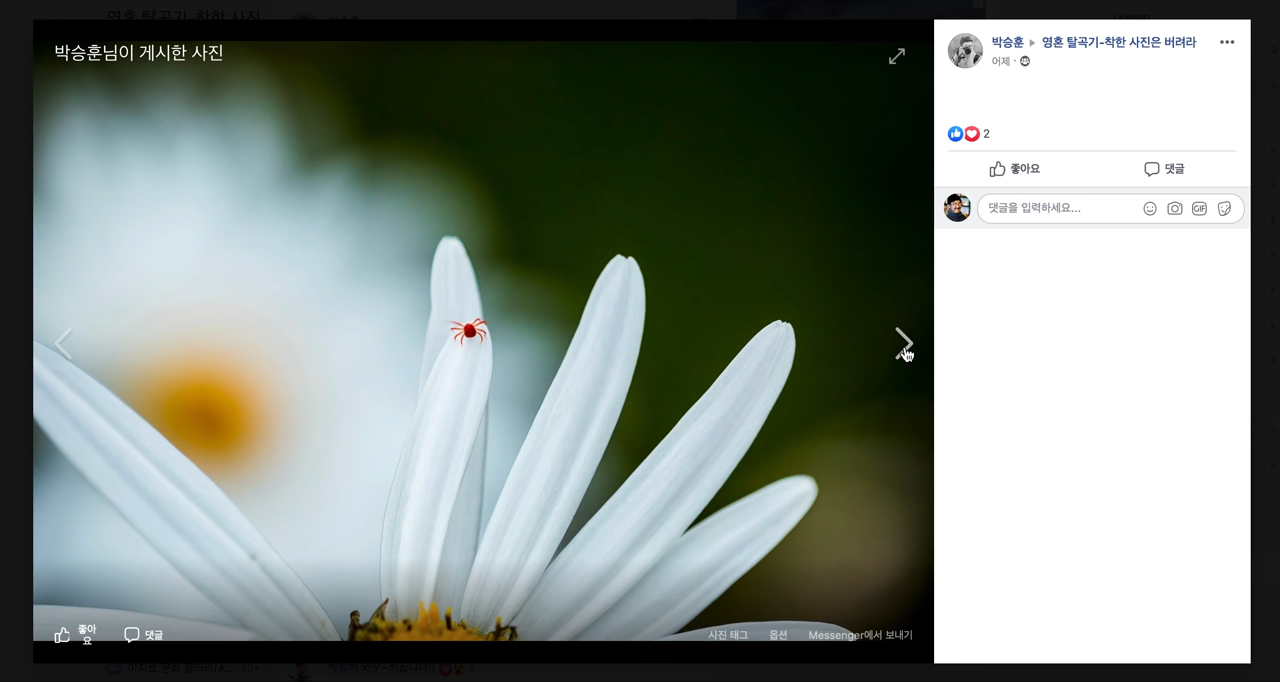 박승훈님이 게시한 사진
박승훈 ▶ 영혼 탈곡기-착한 사진은 버려라
어제 ·
2
좋아요
댓글
댓글을 입력하세요...
GIF
좋아
요
댓글
사진 태그
옵션
Messenger에서 보내기